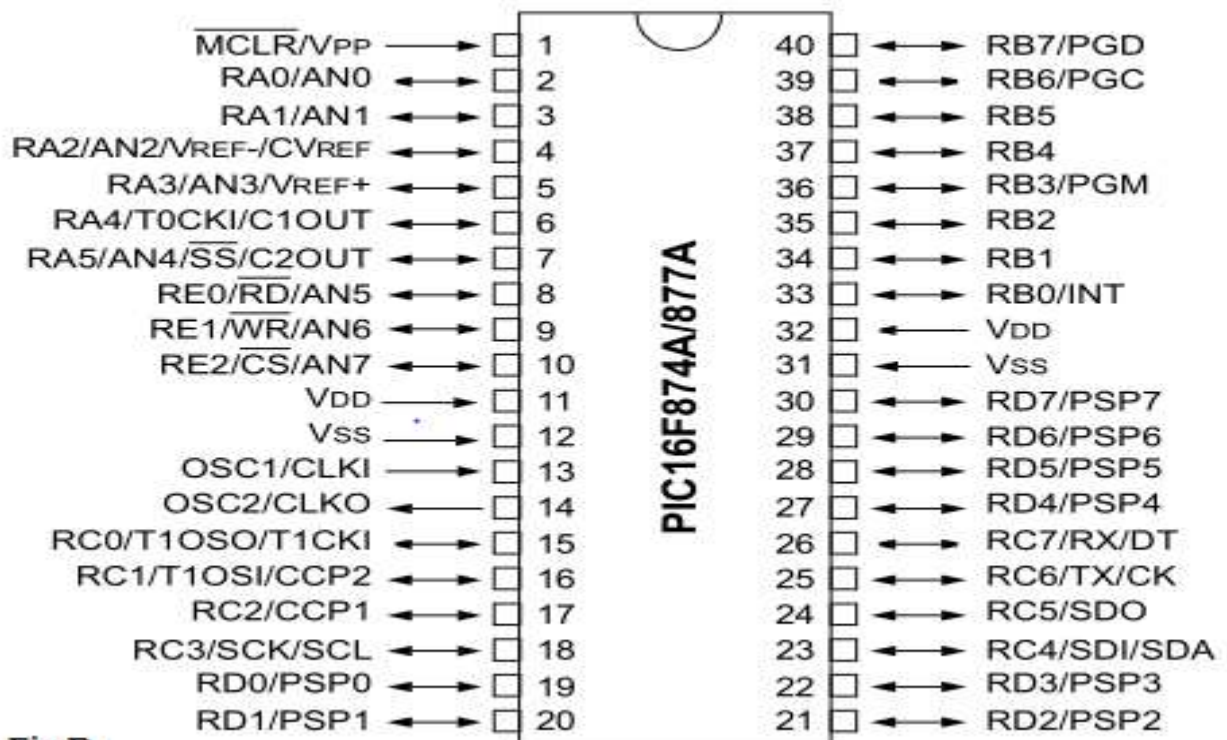 MCLR/VPP 1 40 RB7/PGD
RA0/AN0 2 39 RB6/PGC
RA1/AN1 3 38 RB5
RA2/AN2/VREF-/CVREF 4 37 RB4
RA3/AN3/VREF+ 5 36 RB3/PGM
RA4/T0CKI/C1OUT 6 35 RB2
RA5/AN4/SS/C2OUT 7 34 RB1
RE0/RD/AN5 8 33 RB0/INT
RE1/WR/AN6 9 32 VDD
RE2/CS/AN7 10 31 VSS
VDD 11 30 RD7/PSP7
VSS 12 29 RD6/PSP6
OSC1/CLKI 13 28 RD5/PSP5
OSC2/CLKO 14 27 RD4/PSP4
RC0/T1OSO/T1CKI 15 26 RC7/RX/DT
RC1/T1OSI/CCP2 16 25 RC6/TX/CK
RC2/CCP1 17 24 RC5/SDO
RC3/SCK/SCL 18 23 RC4/SDI/SDA
RD0/PSP0 19 22 RD3/PSP3
RD1/PSP1 20 21 RD2/PSP2
PIC16F874A/877A